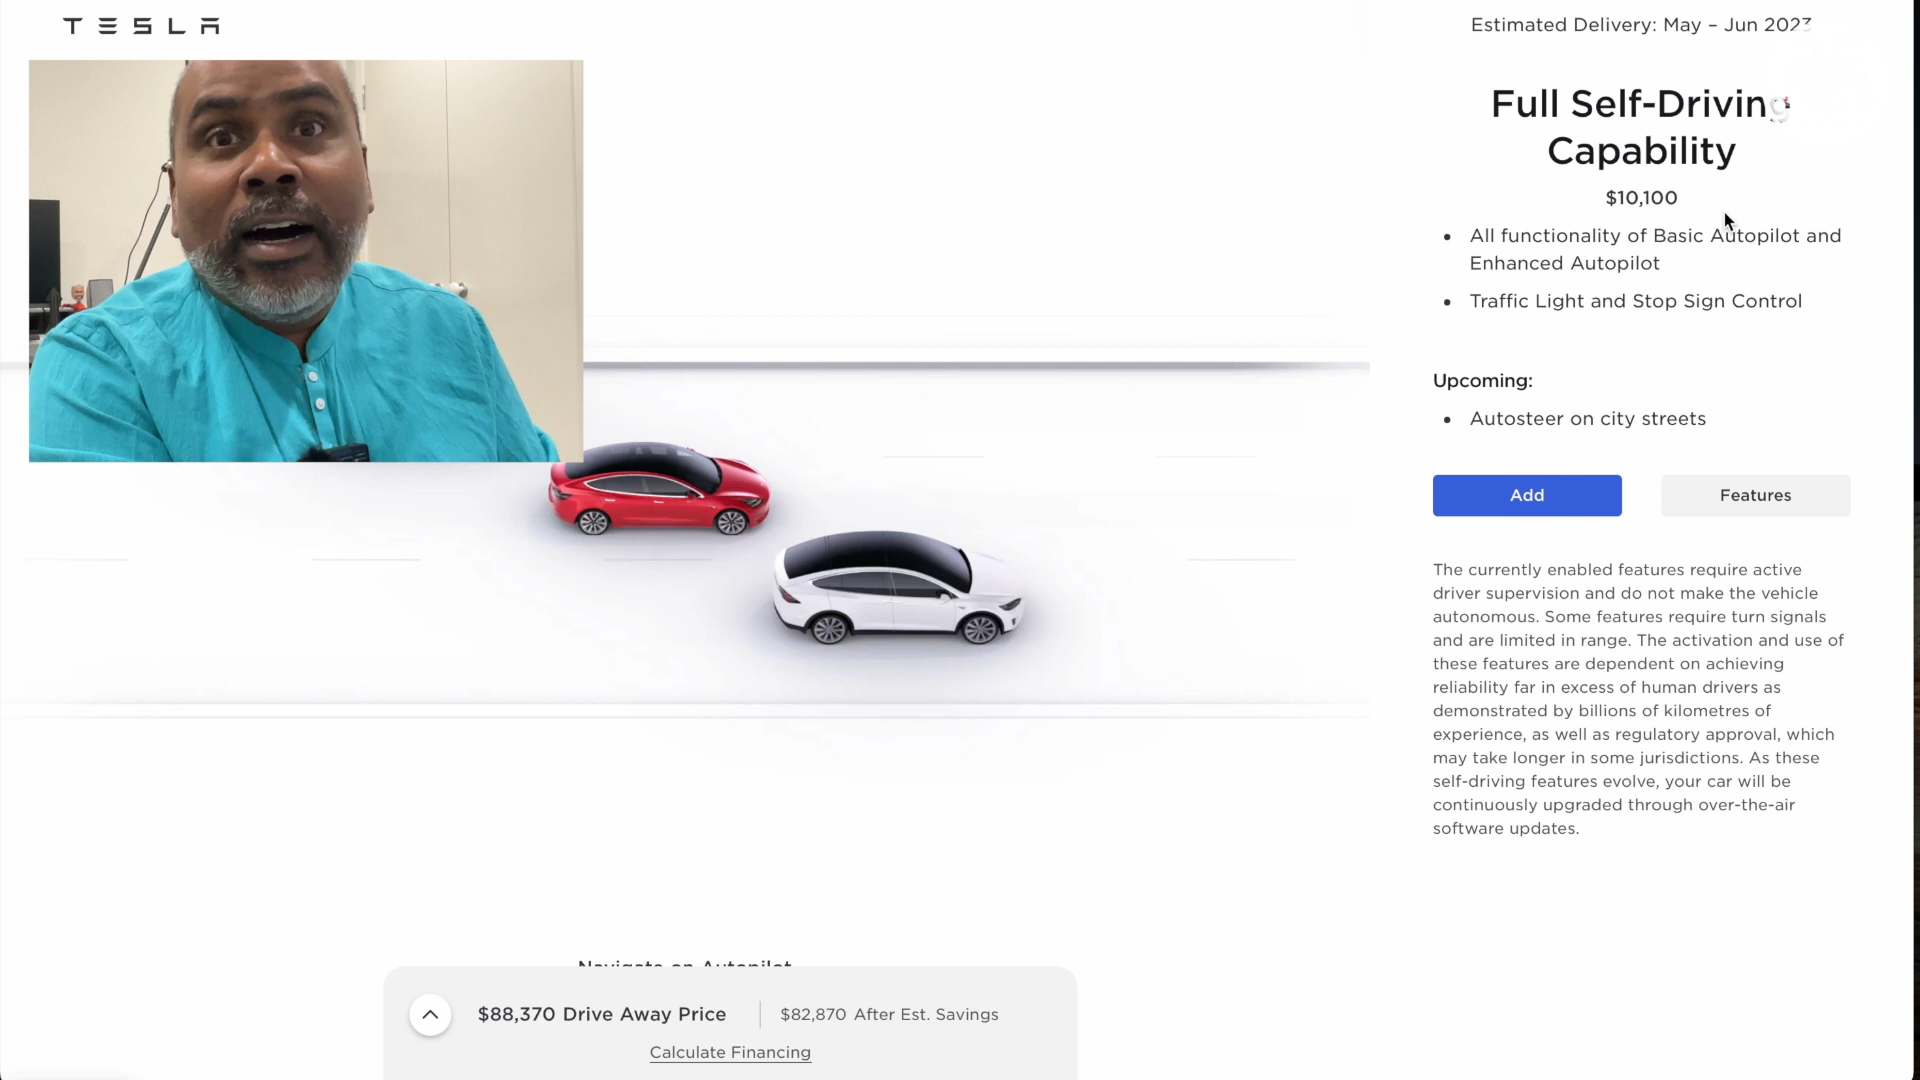 TESLA
Estimated Delivery: May – Jun 2023
Full Self-Driving
Capability
$10,100
All functionality of Basic Autopilot and
Enhanced Autopilot
Traffic Light and Stop Sign Control
Upcoming:
Autosteer on city streets
Add
Features
The currently enabled features require active
driver supervision and do not make the vehicle
autonomous. Some features require turn signals
and are limited in range. The activation and use of
these features are dependent on achieving
reliability far in excess of human drivers as
demonstrated by billions of kilometres of
experience, as well as regulatory approval, which
may take longer in some jurisdictions. As these
self-driving features evolve, your car will be
continuously upgraded through over-the-air
software updates.
Navigate on Autopilot
$88,370 Drive Away Price
$82,870 After Est. Savings
Calculate Financing